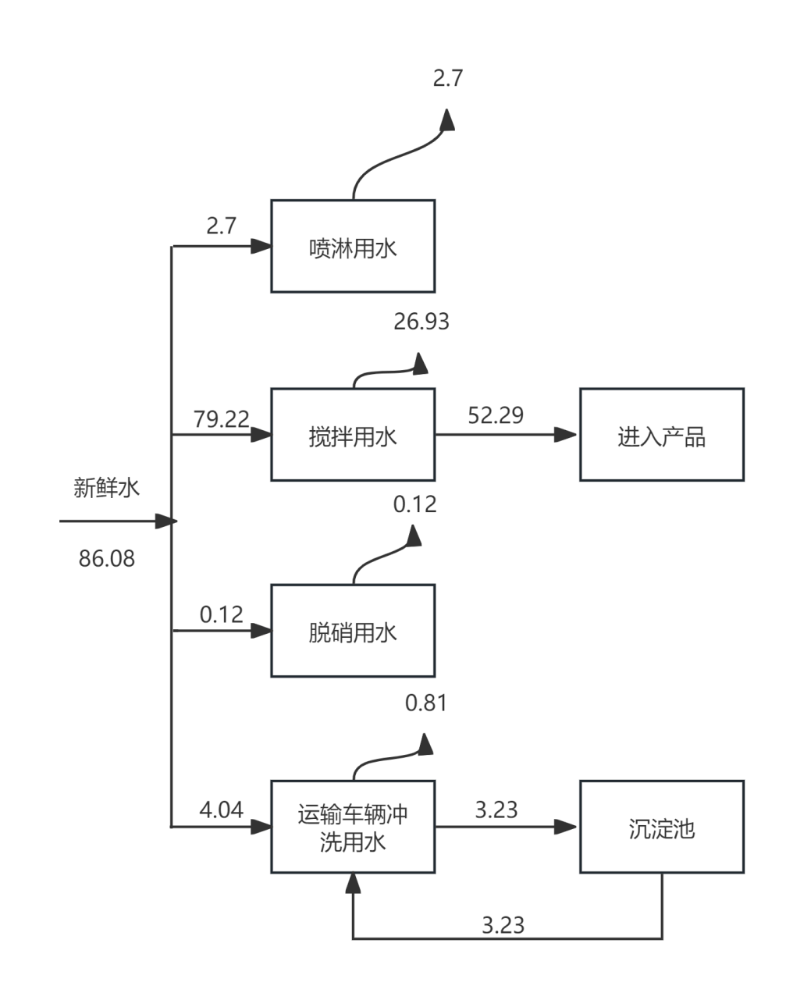 2.7
2.7
喷淋用水
26.93
79.22
搅拌用水
52.29
进入产品
新鲜水
86.08
0.12
0.12
脱硝用水
0.81
4.04
运输车辆冲
洗用水
3.23
沉淀池
3.23